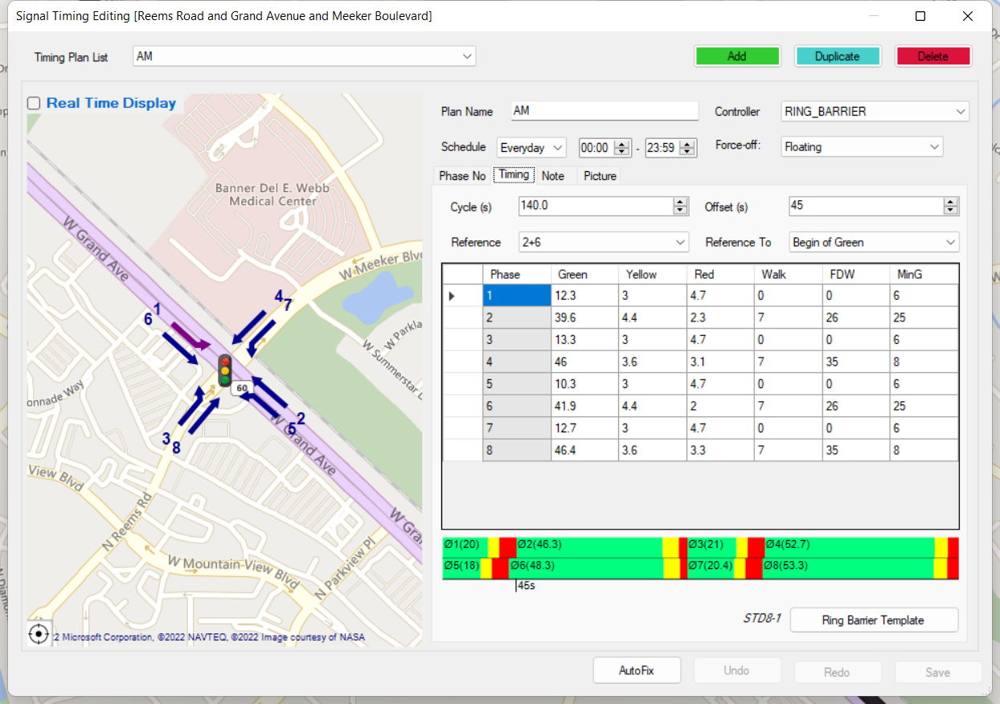 Signal Timing Editing [Reems Road and Grand Avenue and Meeker Boulevard]
Timing Plan List AM Add Duplicate Delete
Real Time Display
Banner Del E. Webb
Medical Center
W Grand Ave
W Meeker Blvd
W Parkla
W Summerstar
onnade Way
1
6
4
7
60
2
5
3
8
W Grand Ave
W Gra
View Blvd
N Reems Rd
W Mountain-View Blvd
N Parkview Pl
2 Microsoft Corporation, ©2022 NAVTEQ, ©2022 Image courtesy of NASA
Plan Name AM Controller RING_BARRIER
Schedule Everyday 00:00 - 23:59 Force-off: Floating
Phase No Timing Note Picture
Cycle (s) 140.0 Offset (s) 45
Reference 2+6 Reference To Begin of Green
Phase Green Yellow Red Walk FDW MinG
1 12.3 3 4.7 0 0 6
2 39.6 4.4 2.3 7 26 25
3 13.3 3 4.7 0 0 6
4 46 3.6 3.1 7 35 8
5 10.3 3 4.7 0 0 6
6 41.9 4.4 2 7 26 25
7 12.7 3 4.7 0 0 6
8 46.4 3.6 3.3 7 35 8
Ø1(20) Ø2(46.3) Ø3(21) Ø4(52.7)
Ø5(18) Ø6(48.3) Ø7(20.4) Ø8(53.3)
45s
STD8-1 Ring Barrier Template
AutoFix Undo Redo Save